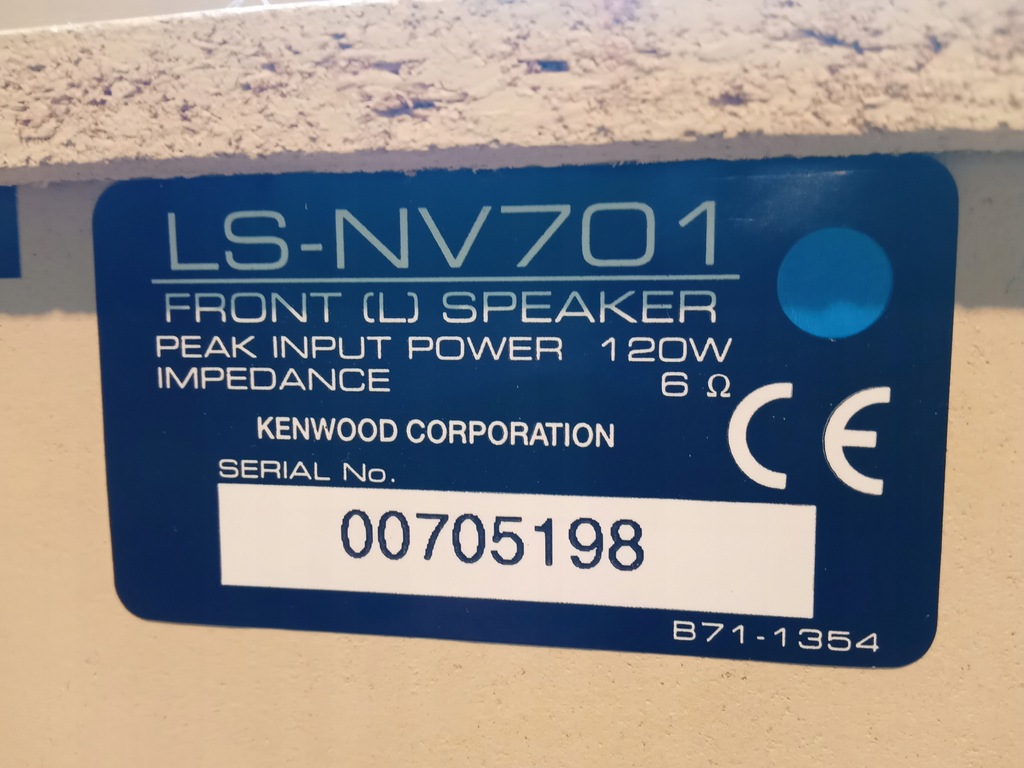 LS-NV701
FRONT (L) SPEAKER
PEAK INPUT POWER 120W
IMPEDANCE 6 Ω
CE
KENWOOD CORPORATION
SERIAL No.
00705198
B71-1354